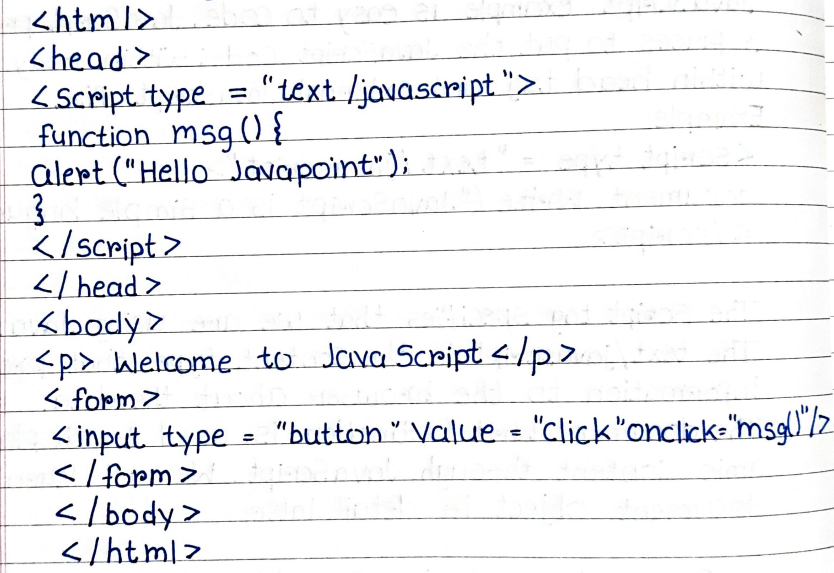 <html>
<head>
<script type = "text /javascript">
function msg() {
alert ("Hello Javapoint");
}
</script>
</head>
<body>
<p> Welcome to Java Script </p>
<form>
<input type = "button" value = "click" onclick="msg()"/>
</form>
</body>
</html>